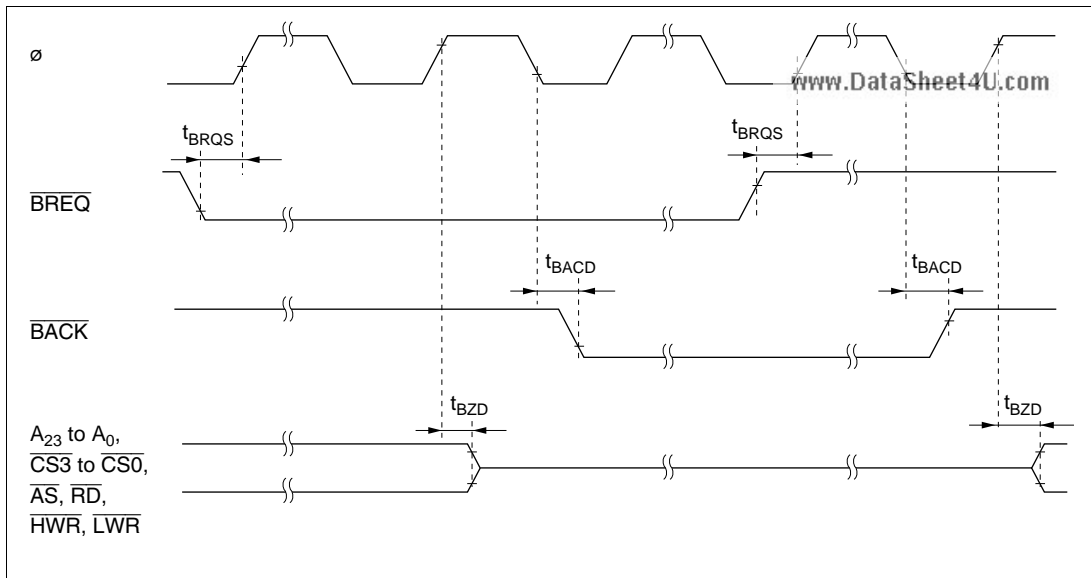 ø
www.DataSheet4U.com
tBRQS
tBRQS
BREQ
tBACD
tBACD
BACK
tBZD
tBZD
A23 to A0,
CS3 to CS0,
AS, RD,
HWR, LWR